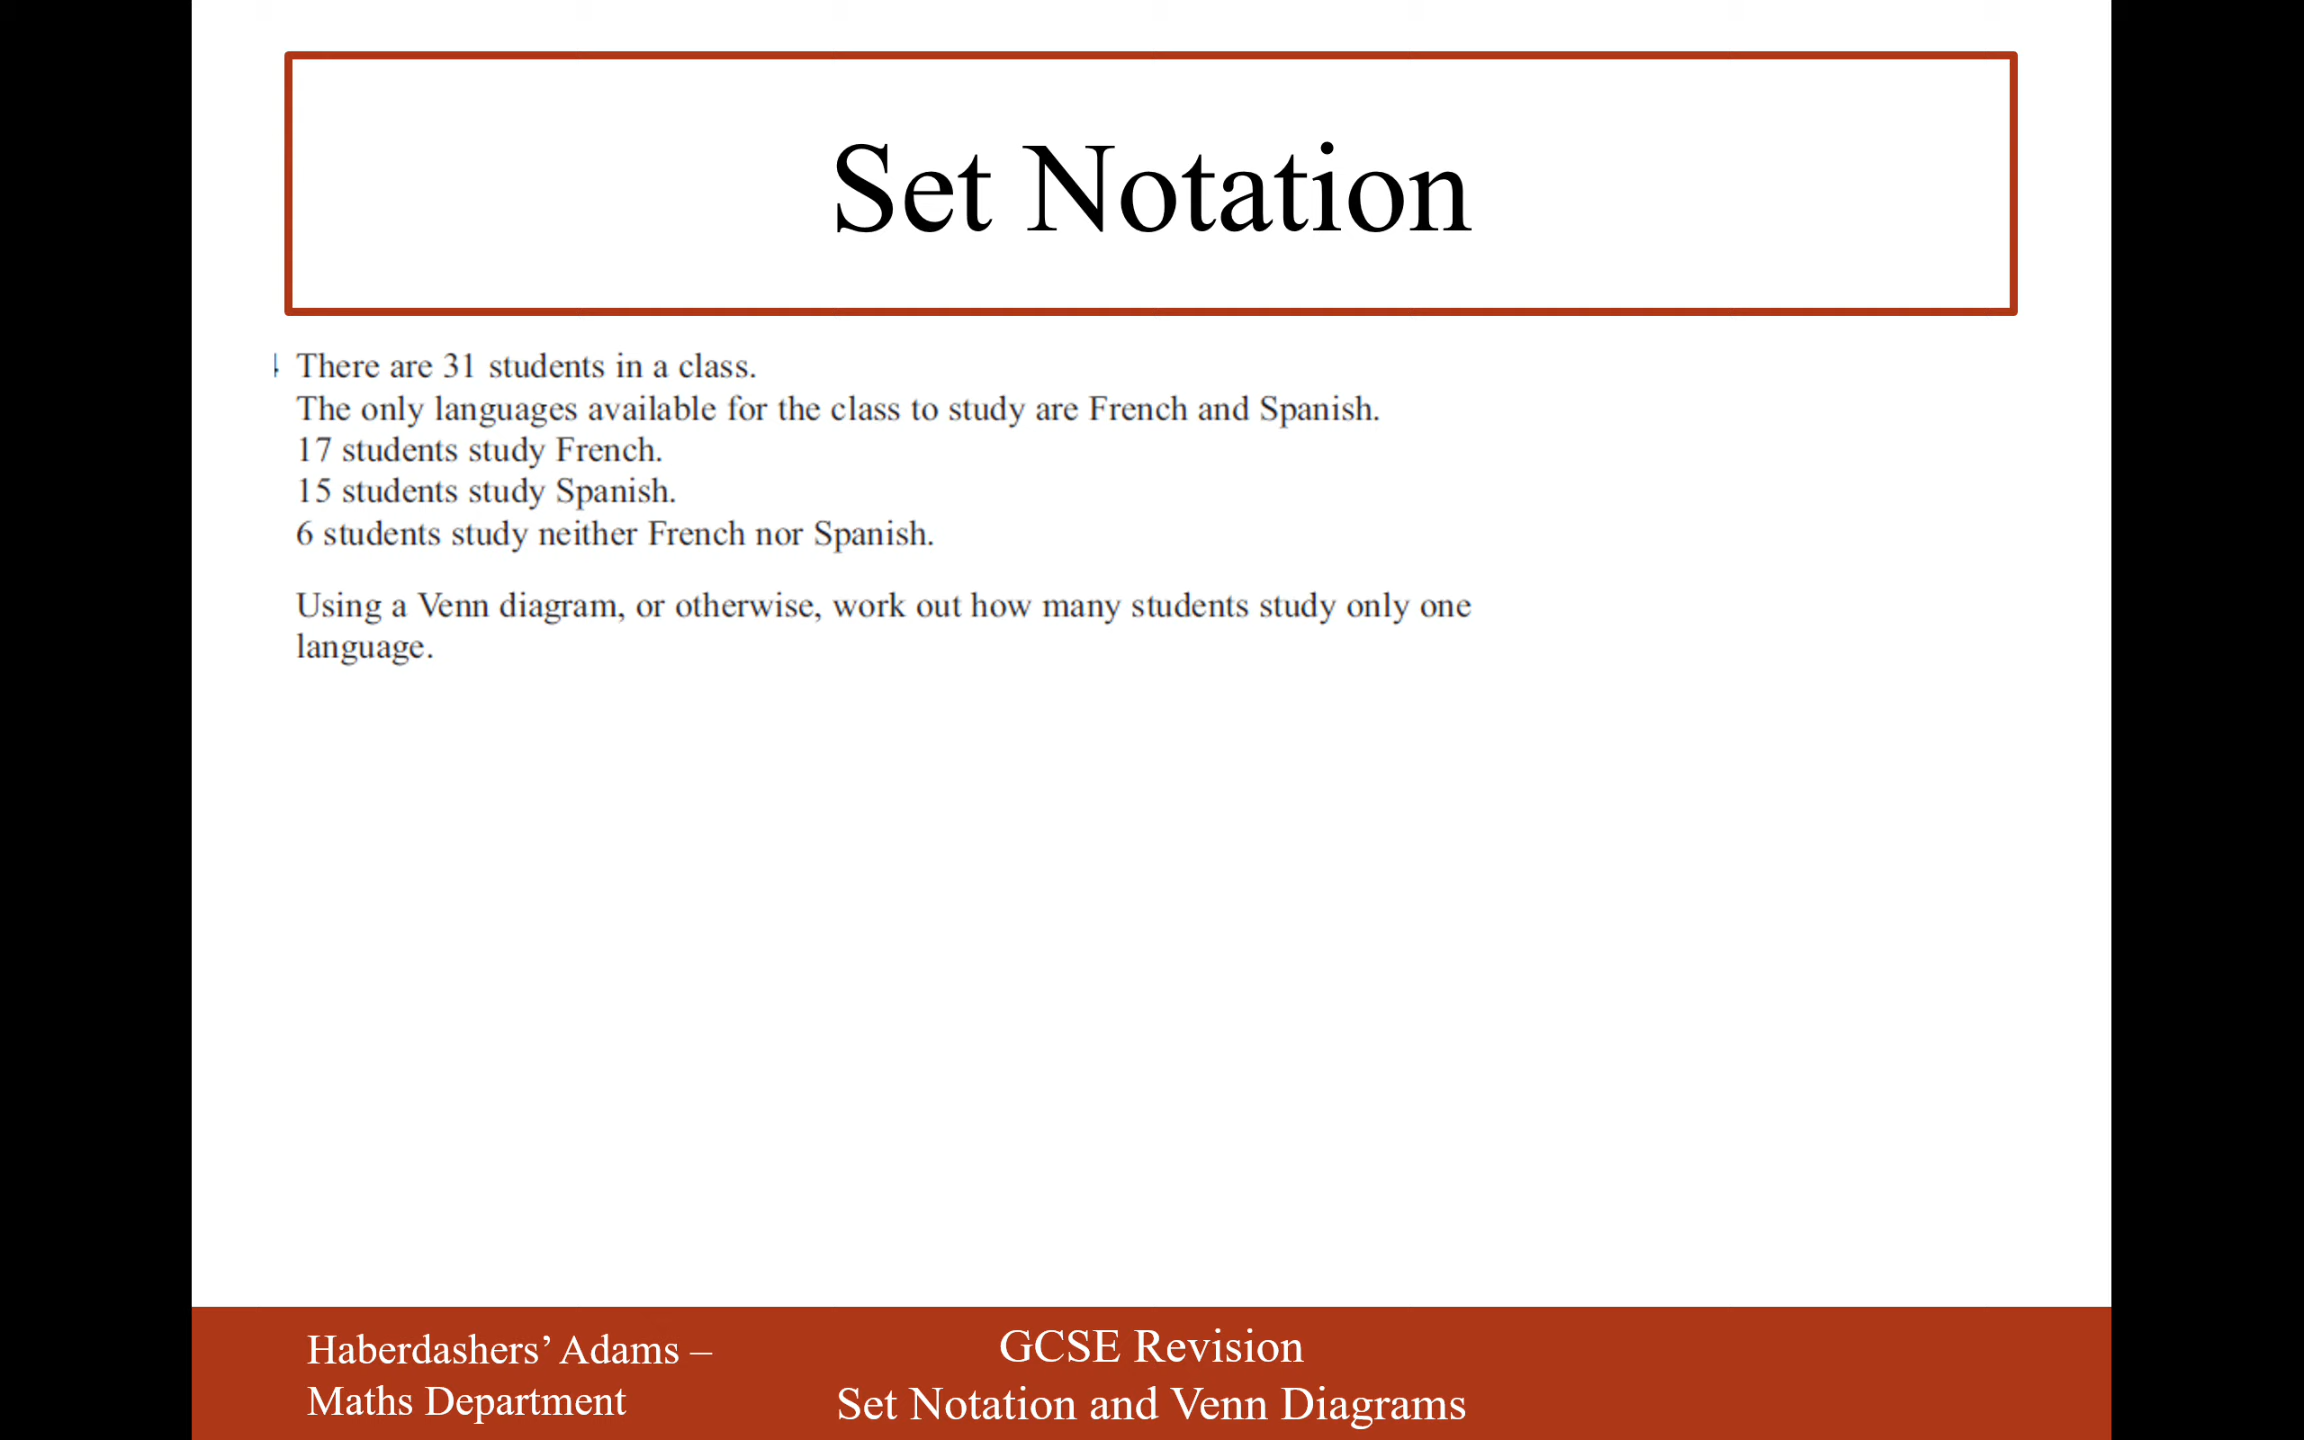 Set Notation
There are 31 students in a class.
The only languages available for the class to study are French and Spanish.
17 students study French.
15 students study Spanish.
6 students study neither French nor Spanish.
Using a Venn diagram, or otherwise, work out how many students study only one
language.
Haberdashers’ Adams –
Maths Department
GCSE Revision
Set Notation and Venn Diagrams